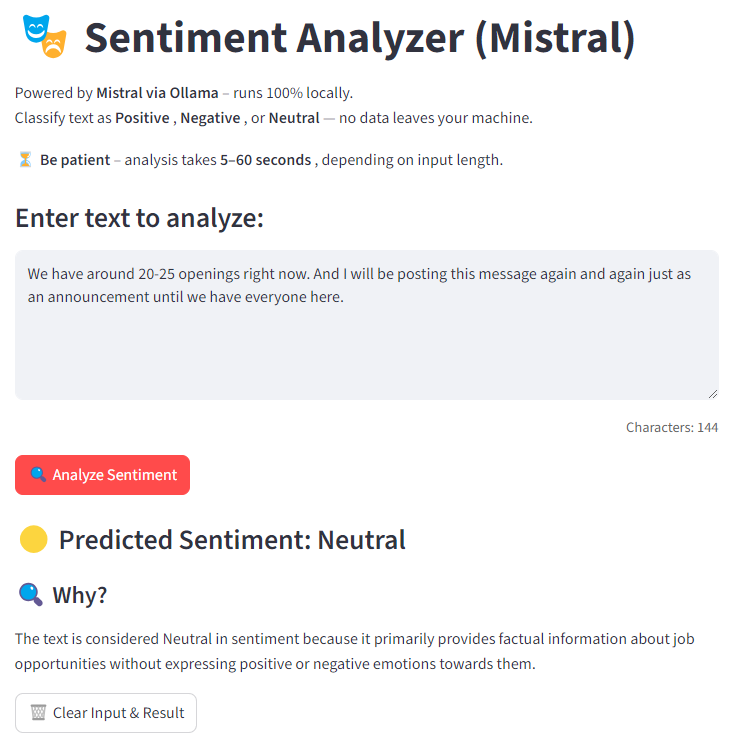 🎭 Sentiment Analyzer (Mistral)
Powered by Mistral via Ollama – runs 100% locally.
Classify text as Positive , Negative , or Neutral — no data leaves your machine.
⏳ Be patient – analysis takes 5–60 seconds , depending on input length.
Enter text to analyze:
We have around 20-25 openings right now. And I will be posting this message again and again just as
an announcement until we have everyone here.
Characters: 144
🔍 Analyze Sentiment
🟡 Predicted Sentiment: Neutral
🔍 Why?
The text is considered Neutral in sentiment because it primarily provides factual information about job
opportunities without expressing positive or negative emotions towards them.
🗑️ Clear Input & Result